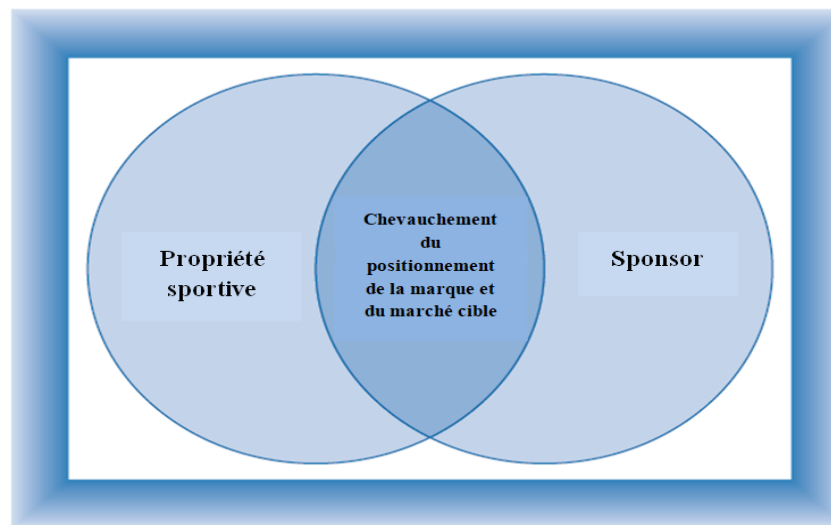 Propriété
sportive
Chevauchement
du
positionnement
de la marque et
du marché cible
Sponsor